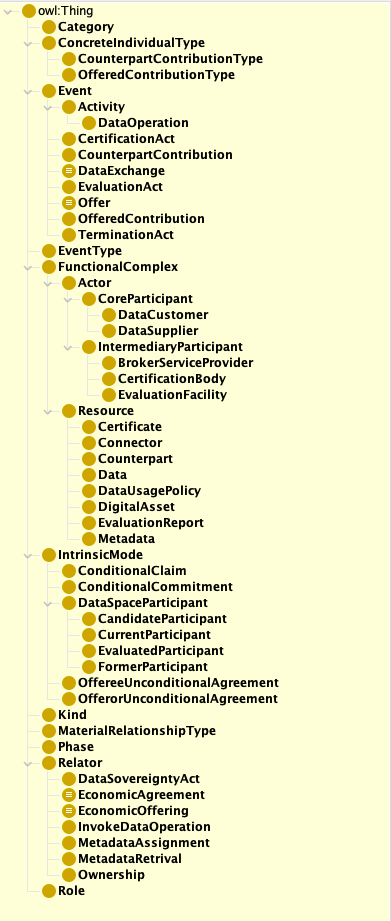 owl:Thing
Category
ConcreteIndividualType
CounterpartContributionType
OfferedContributionType
Event
Activity
DataOperation
CertificationAct
CounterpartContribution
DataExchange
EvaluationAct
Offer
OfferedContribution
TerminationAct
EventType
FunctionalComplex
Actor
CoreParticipant
DataCustomer
DataSupplier
IntermediaryParticipant
BrokerServiceProvider
CertificationBody
EvaluationFacility
Resource
Certificate
Connector
Counterpart
Data
DataUsagePolicy
DigitalAsset
EvaluationReport
Metadata
IntrinsicMode
ConditionalClaim
ConditionalCommitment
DataSpaceParticipant
CandidateParticipant
CurrentParticipant
EvaluatedParticipant
FormerParticipant
OffereeUnconditionalAgreement
OfferorUnconditionalAgreement
Kind
MaterialRelationshipType
Phase
Relator
DataSovereigntyAct
EconomicAgreement
EconomicOffering
InvokeDataOperation
MetadataAssignment
MetadataRetrival
Ownership
Role